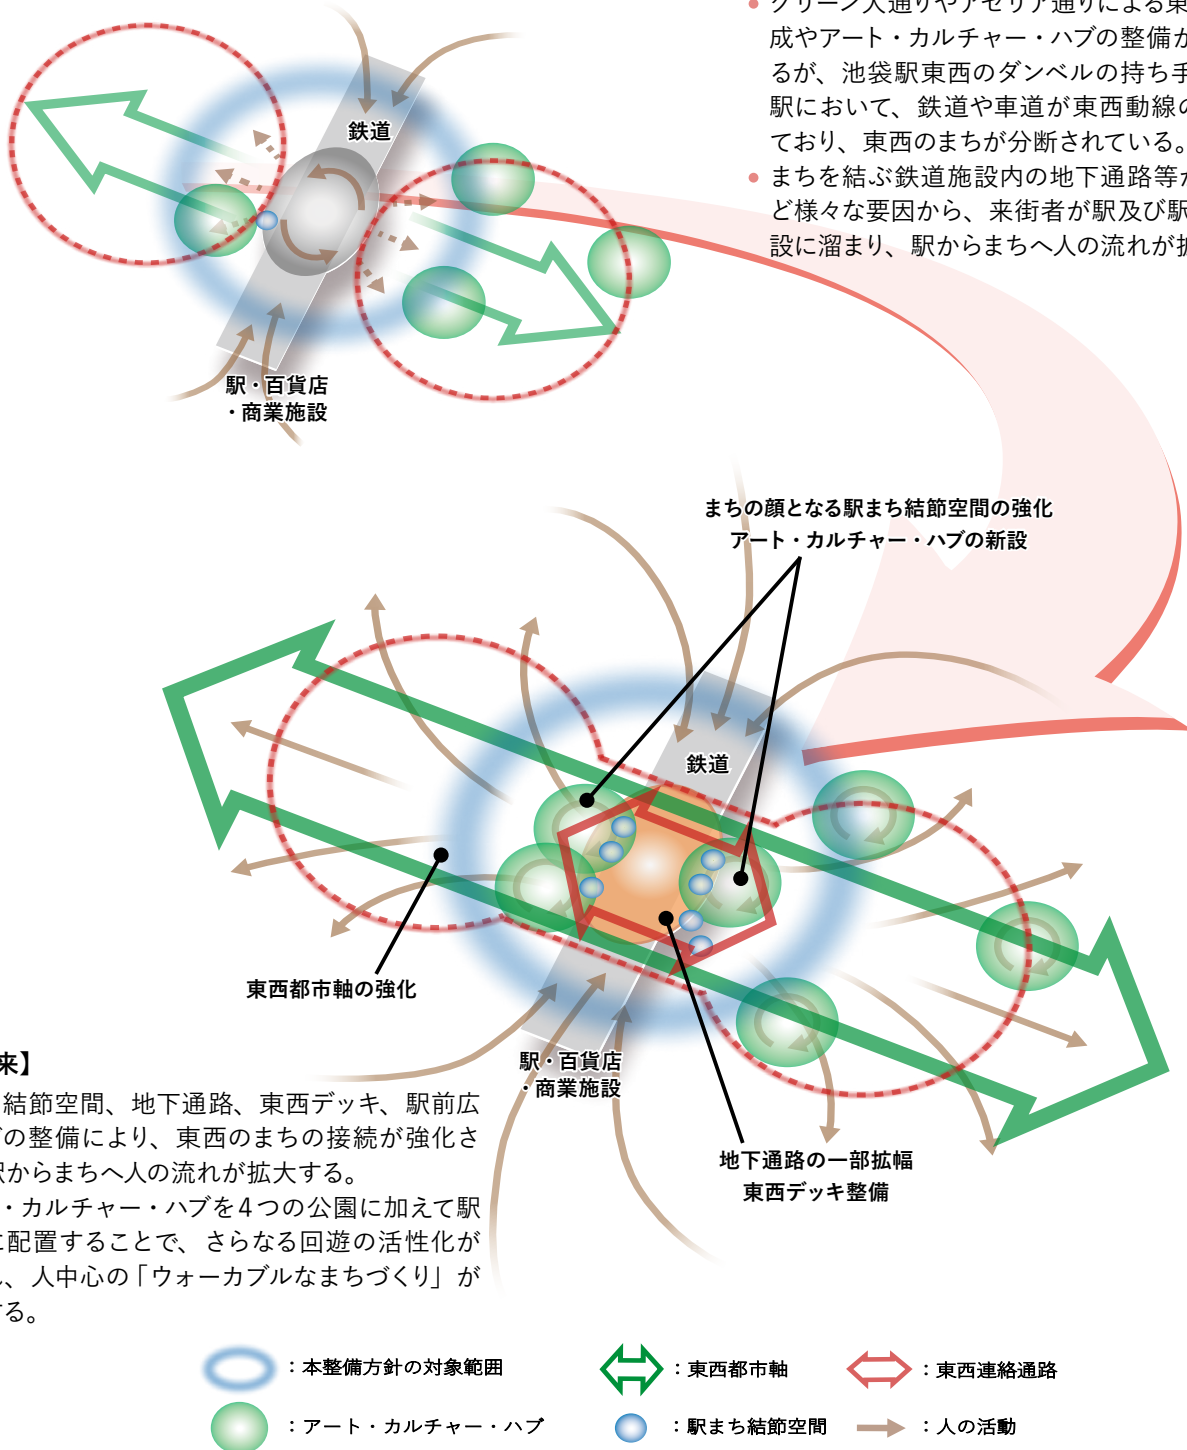 グリーン大通りやアゼリア通りによる東
成やアート・カルチャー・ハブの整備が
るが、池袋駅東西のダンベルの持ち手
駅において、鉄道や車道が東西動線の
ており、東西のまちが分断されている。
まちを結ぶ鉄道施設内の地下通路等が
ど様々な要因から、来街者が駅及び駅
設に溜まり、駅からまちへ人の流れが拡
鉄道
駅・百貨店
・商業施設
まちの顔となる駅まち結節空間の強化
アート・カルチャー・ハブの新設
鉄道
東西都市軸の強化
駅・百貨店
・商業施設
地下通路の一部拡幅
東西デッキ整備
来】
結節空間、地下通路、東西デッキ、駅前広
の整備により、東西のまちの接続が強化さ
駅からまちへ人の流れが拡大する。
・カルチャー・ハブを4つの公園に加えて駅
に配置することで、さらなる回遊の活性化が
、人中心の「ウォーカブルなまちづくり」が
する。
：本整備方針の対象範囲
：東西都市軸
：東西連絡通路
：アート・カルチャー・ハブ
：駅まち結節空間
：人の活動